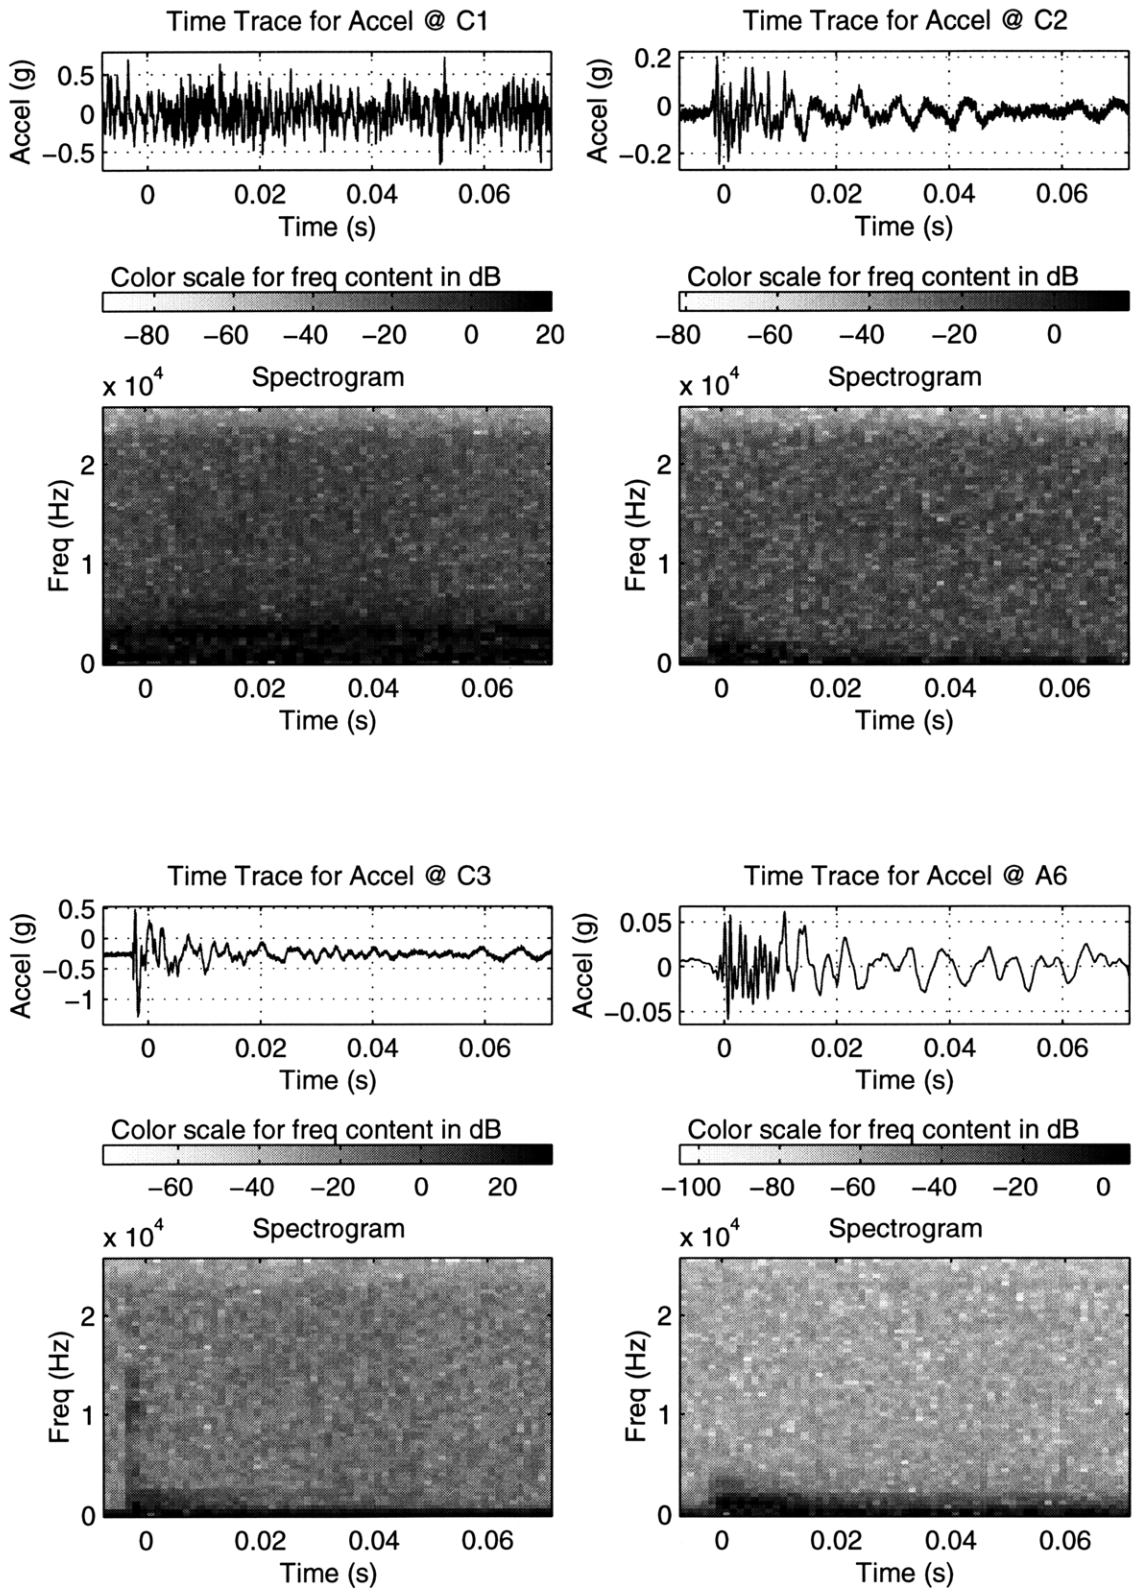 Time Trace for Accel @ C1
Accel (g)
0.5
0
−0.5
0 0.02 0.04 0.06
Time (s)
Color scale for freq content in dB
−80 −60 −40 −20 0 20
x 10^4
Spectrogram
Freq (Hz)
2
1
0
0 0.02 0.04 0.06
Time (s)
Time Trace for Accel @ C2
Accel (g)
0.2
0
−0.2
0 0.02 0.04 0.06
Time (s)
Color scale for freq content in dB
−80 −60 −40 −20 0
x 10^4
Spectrogram
Freq (Hz)
2
1
0
0 0.02 0.04 0.06
Time (s)
Time Trace for Accel @ C3
Accel (g)
0.5
0
−0.5
−1
0 0.02 0.04 0.06
Time (s)
Color scale for freq content in dB
−60 −40 −20 0 20
x 10^4
Spectrogram
Freq (Hz)
2
1
0
0 0.02 0.04 0.06
Time (s)
Time Trace for Accel @ A6
Accel (g)
0.05
0
−0.05
0 0.02 0.04 0.06
Time (s)
Color scale for freq content in dB
−100 −80 −60 −40 −20 0
x 10^4
Spectrogram
Freq (Hz)
2
1
0
0 0.02 0.04 0.06
Time (s)